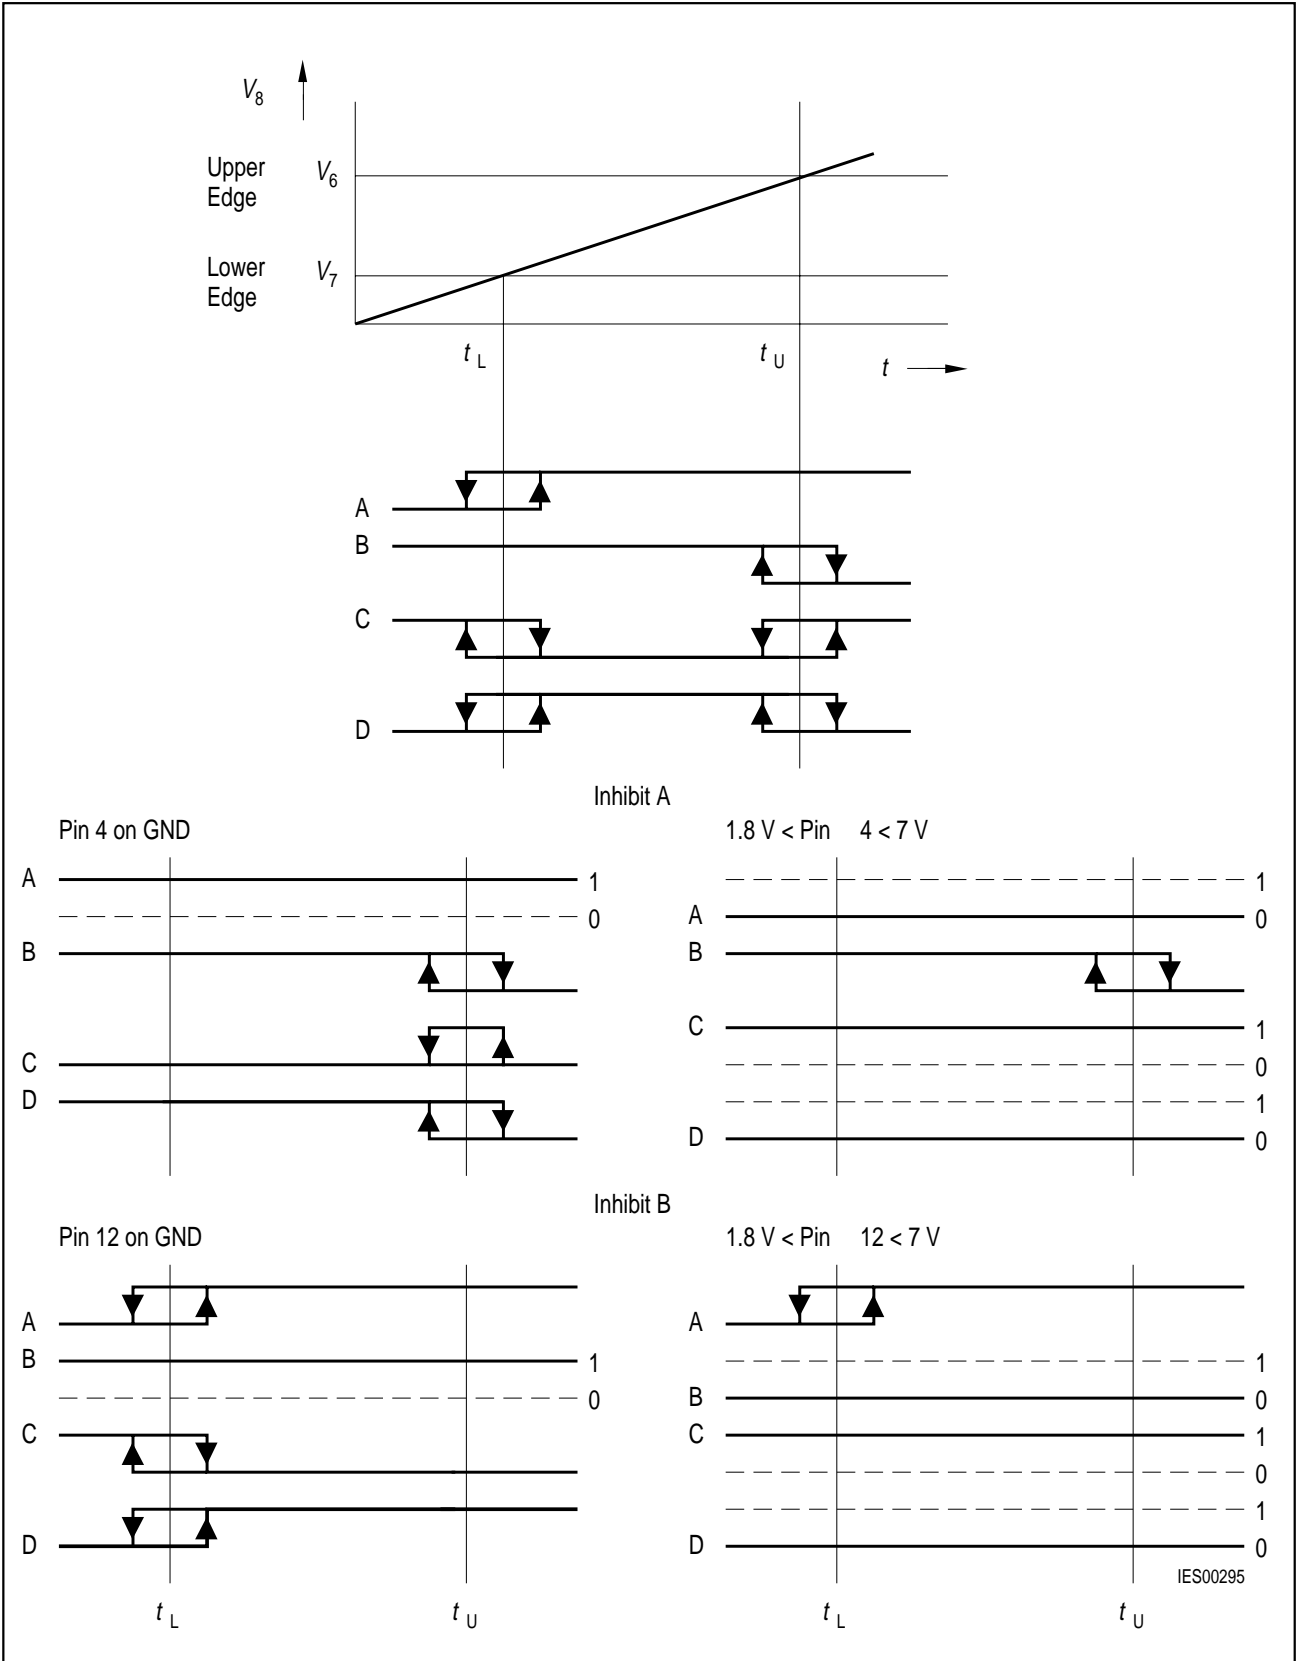 V8
Upper Edge V6
Lower Edge V7
t L t U t
A
B
C
D
Inhibit A
Pin 4 on GND 1.8 V < Pin 4 < 7 V
A 1 1
0 A 0
B B
C 1
C 0
D 1
D 0
Inhibit B
Pin 12 on GND 1.8 V < Pin 12 < 7 V
A A
B 1 1
0 B 0
C C 1
0
1
D D 0
IES00295
t L t U t L t U